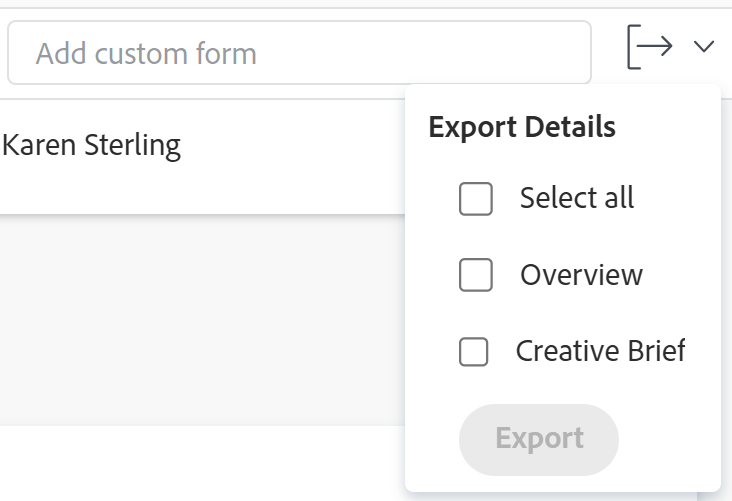 Add custom form
Export Details
Karen Sterling
Select all
Overview
Creative Brief
Export